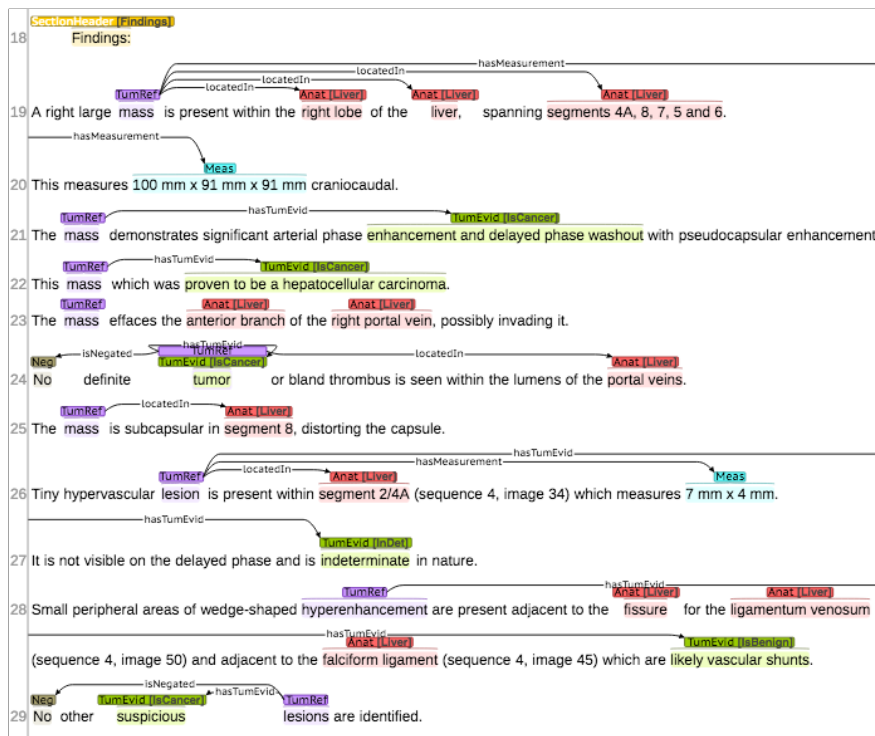 SectionHeader [Findings]
18 Findings:
hasMeasurement
locatedIn
locatedIn
locatedIn
TumRef Anat [Liver] Anat [Liver] Anat [Liver]
19 A right large mass is present within the right lobe of the liver, spanning segments 4A, 8, 7, 5 and 6.
hasMeasurement
Meas
20 This measures 100 mm x 91 mm x 91 mm craniocaudal.
TumRef hasTumEvid TumEvid [IsCancer]
21 The mass demonstrates significant arterial phase enhancement and delayed phase washout with pseudocapsular enhancement
TumRef hasTumEvid TumEvid [IsCancer]
22 This mass which was proven to be a hepatocellular carcinoma.
TumRef Anat [Liver] Anat [Liver]
23 The mass effaces the anterior branch of the right portal vein, possibly invading it.
hasTumEvid
isNegated TumRef locatedIn
Neg TumEvid [IsCancer] Anat [Liver]
24 No definite tumor or bland thrombus is seen within the lumens of the portal veins.
TumRef locatedIn Anat [Liver]
25 The mass is subcapsular in segment 8, distorting the capsule.
hasTumEvid
hasMeasurement
locatedIn
TumRef Anat [Liver] Meas
26 Tiny hypervascular lesion is present within segment 2/4A (sequence 4, image 34) which measures 7 mm x 4 mm.
hasTumEvid
TumEvid [InDet]
27 It is not visible on the delayed phase and is indeterminate in nature.
hasTumEvid
TumRef Anat [Liver] Anat [Liver]
28 Small peripheral areas of wedge-shaped hyperenhancement are present adjacent to the fissure for the ligamentum venosum
hasTumEvid
Anat [Liver] TumEvid [IsBenign]
(sequence 4, image 50) and adjacent to the falciform ligament (sequence 4, image 45) which are likely vascular shunts.
isNegated
Neg TumEvid [IsCancer] hasTumEvid TumRef
29 No other suspicious lesions are identified.